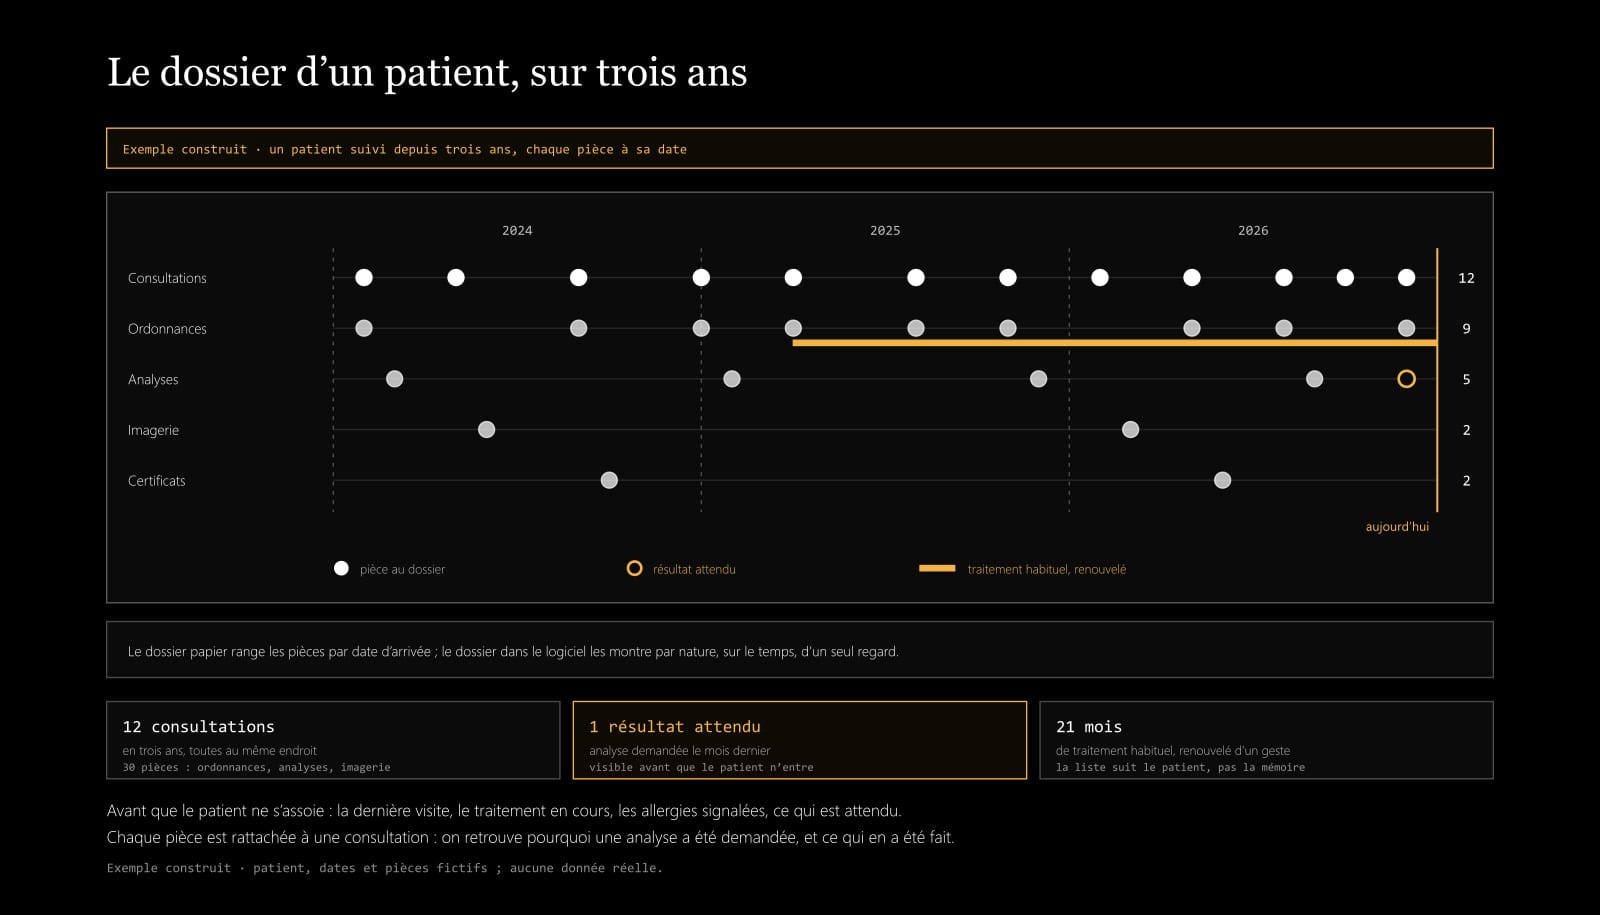 Le dossier d’un patient, sur trois ans
Exemple construit · un patient suivi depuis trois ans, chaque pièce à sa date
2024 2025 2026
Consultations 12
Ordonnances 9
Analyses 5
Imagerie 2
Certificats 2
aujourd’hui
pièce au dossier résultat attendu traitement habituel, renouvelé
Le dossier papier range les pièces par date d’arrivée ; le dossier dans le logiciel les montre par nature, sur le temps, d’un seul regard.
12 consultations
en trois ans, toutes au même endroit
30 pièces : ordonnances, analyses, imagerie
1 résultat attendu
analyse demandée le mois dernier
visible avant que le patient n’entre
21 mois
de traitement habituel, renouvelé d’un geste
la liste suit le patient, pas la mémoire
Avant que le patient ne s’assoie : la dernière visite, le traitement en cours, les allergies signalées, ce qui est attendu.
Chaque pièce est rattachée à une consultation : on retrouve pourquoi une analyse a été demandée, et ce qui en a été fait.
Exemple construit · patient, dates et pièces fictifs ; aucune donnée réelle.